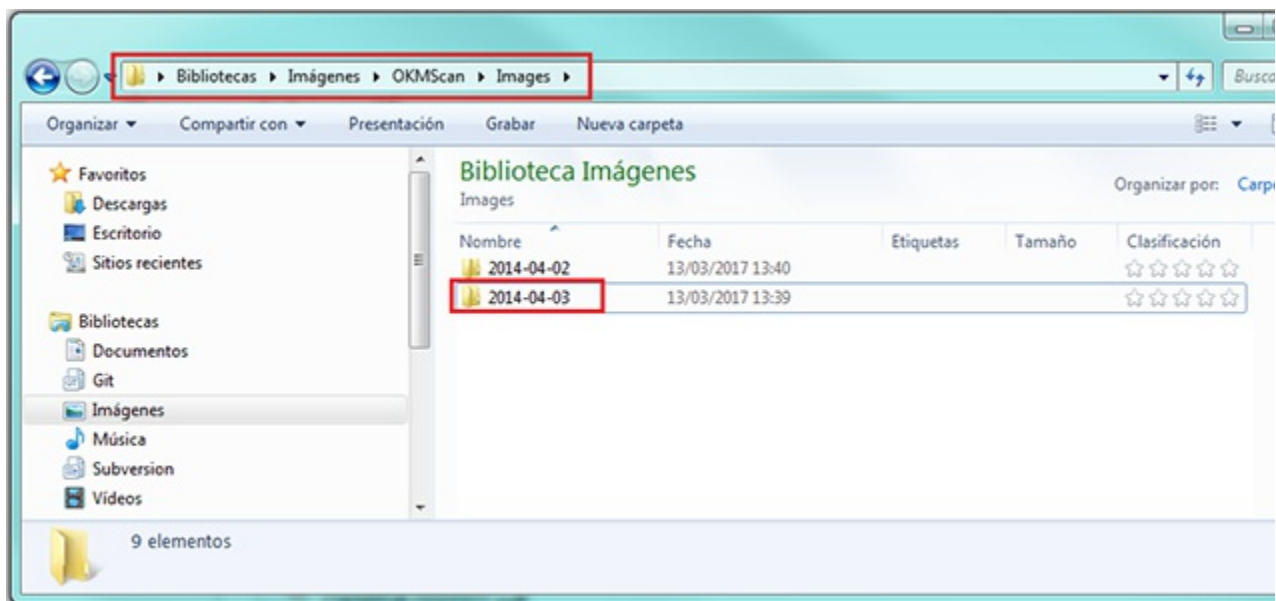 Bibliotecas Imágenes OKMScan Images
Organizar Compartir con Presentación Grabar Nueva carpeta
Favoritos
Descargas
Escritorio
Sitios recientes
Bibliotecas
Documentos
Git
Imágenes
Música
Subversion
Vídeos
Biblioteca Imágenes
Images
Organizar por:
Nombre Fecha Etiquetas Tamaño Clasificación
2014-04-02 13/03/2017 13:40
2014-04-03 13/03/2017 13:39
9 elementos